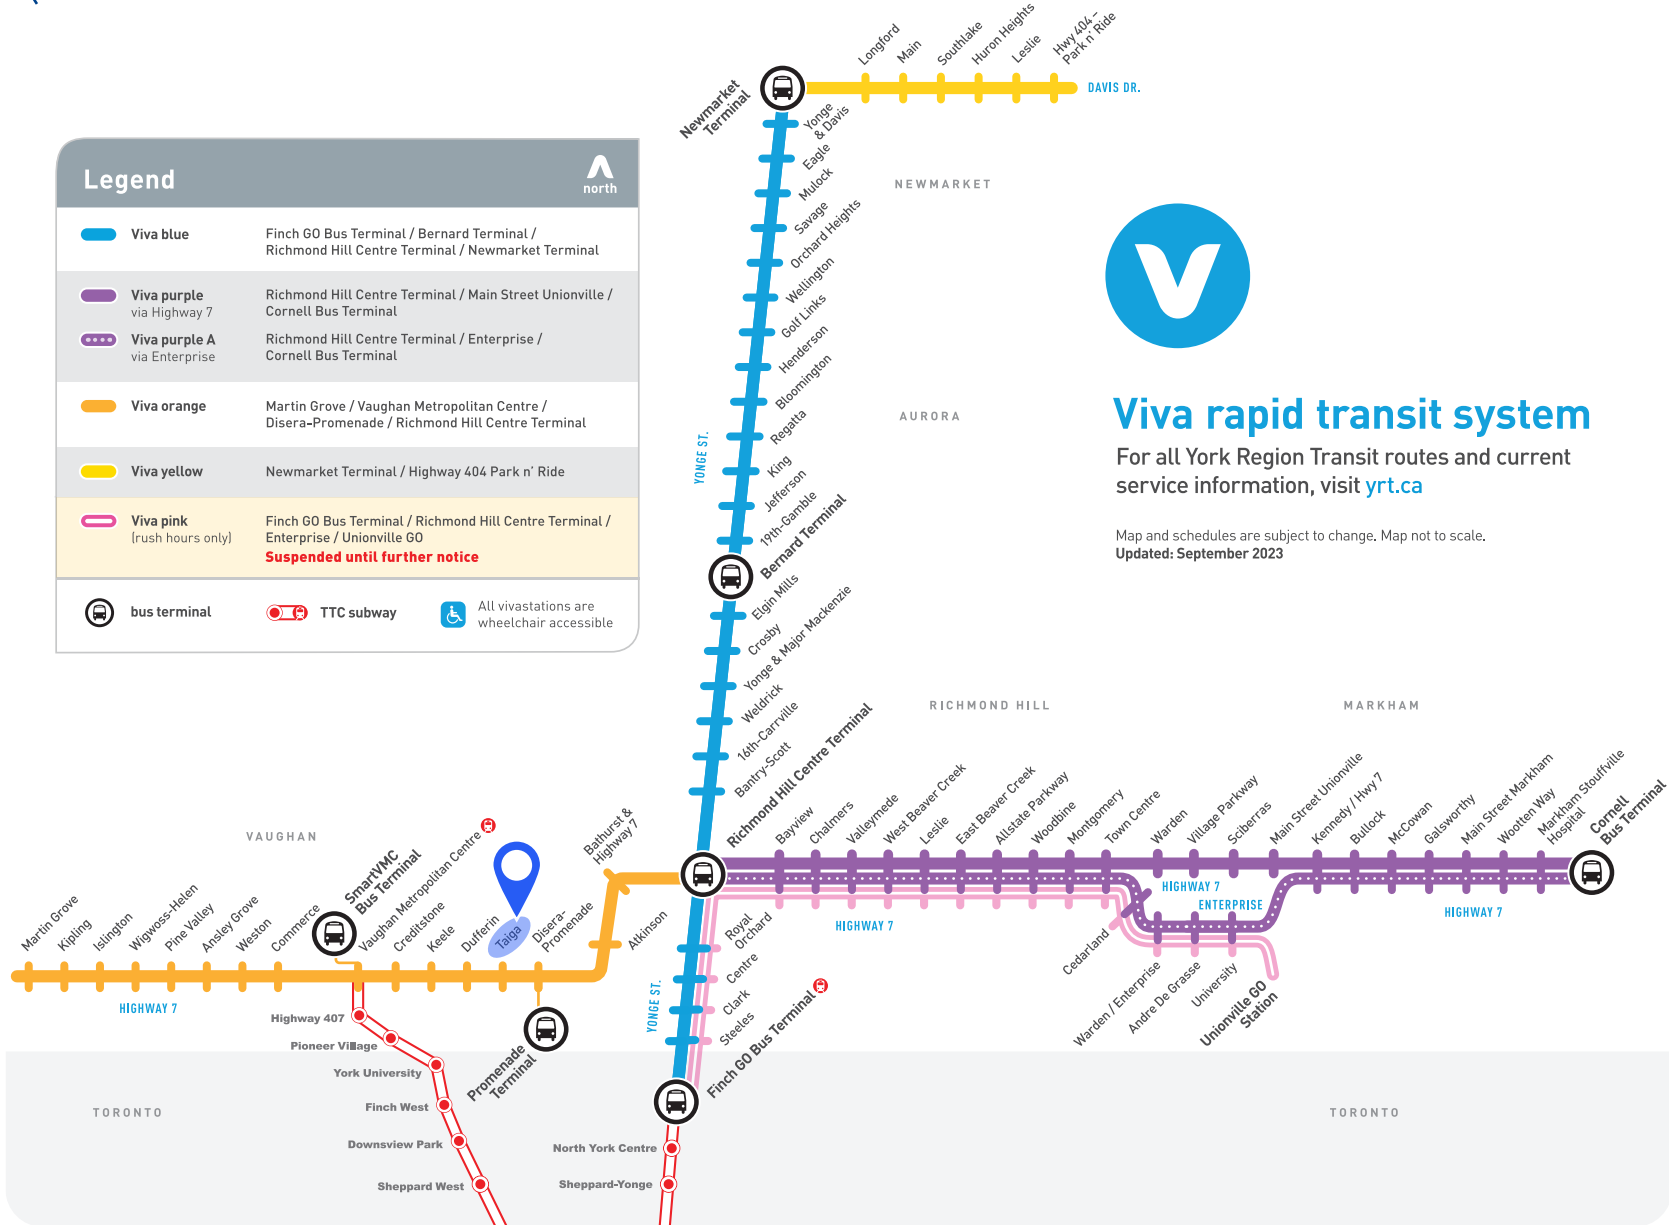 Longford
Main
Southlake
Huron Heights
Leslie
Hwy 404 –
Park n' Ride
DAVIS DR.
Newmarket
Terminal
Yonge
& Davis
Eagle
Mulock
Savage
Orchard Heights
Wellington
Golf Links
Henderson
Bloomington
Regatta
King
Jefferson
19th-Gamble
Bernard Terminal
Elgin Mills
Crosby
Yonge & Major Mackenzie
Weldrick
16th-Carrville
Bantry-Scott
Richmond Hill Centre Terminal
YONGE ST.
NEWMARKET
AURORA
RICHMOND HILL
MARKHAM
VAUGHAN
Legend
north
Viva blue
Finch GO Bus Terminal / Bernard Terminal /
Richmond Hill Centre Terminal / Newmarket Terminal
Viva purple
via Highway 7
Richmond Hill Centre Terminal / Main Street Unionville /
Cornell Bus Terminal
Viva purple A
via Enterprise
Richmond Hill Centre Terminal / Enterprise /
Cornell Bus Terminal
Viva orange
Martin Grove / Vaughan Metropolitan Centre /
Disera-Promenade / Richmond Hill Centre Terminal
Viva yellow
Newmarket Terminal / Highway 404 Park n' Ride
Viva pink
(rush hours only)
Finch GO Bus Terminal / Richmond Hill Centre Terminal /
Enterprise / Unionville GO
Suspended until further notice
bus terminal
TTC subway
All vivastations are
wheelchair accessible
V
Viva rapid transit system
For all York Region Transit routes and current
service information, visit yrt.ca
Map and schedules are subject to change. Map not to scale.
Updated: September 2023
Martin Grove
Kipling
Islington
Wigwoss-Helen
Pine Valley
Ansley Grove
Weston
Commerce
SmartVMC
Bus Terminal
Vaughan Metropolitan Centre
Creditstone
Keele
Dufferin
Taiga
Disera-
Promenade
Bathurst &
Highway 7
Atkinson
HIGHWAY 7
Promenade
Terminal
Bayview
Chalmers
Valleymede
West Beaver Creek
Leslie
East Beaver Creek
Allstate Parkway
Woodbine
Montgomery
Town Centre
Warden
Village Parkway
Sciberras
Main Street Unionville
Kennedy / Hwy 7
Bullock
McCowan
Galsworthy
Main Street Markham
Wootten Way
Markham Stouffville
Hospital
Cornell
Bus Terminal
HIGHWAY 7
ENTERPRISE
HIGHWAY 7
HIGHWAY 7
Cedarland
Warden / Enterprise
Andre De Grasse
University
Unionville GO
Station
Royal
Orchard
Centre
Clark
Steeles
Finch GO Bus Terminal
YONGE ST.
Highway 407
Pioneer Village
York University
Finch West
Downsview Park
Sheppard West
North York Centre
Sheppard-Yonge
TORONTO
TORONTO